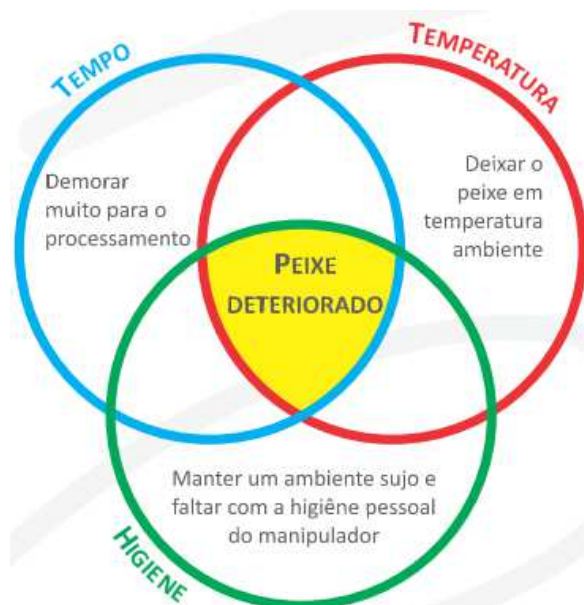 TEMPO
TEMPERATURA
Demorar
muito para o
processamento
Deixar o
peixe em
temperatura
ambiente
PEIXE
DETERIORADO
Manter um ambiente sujo e
faltar com a higiêne pessoal
do manipulador
HIGIENE